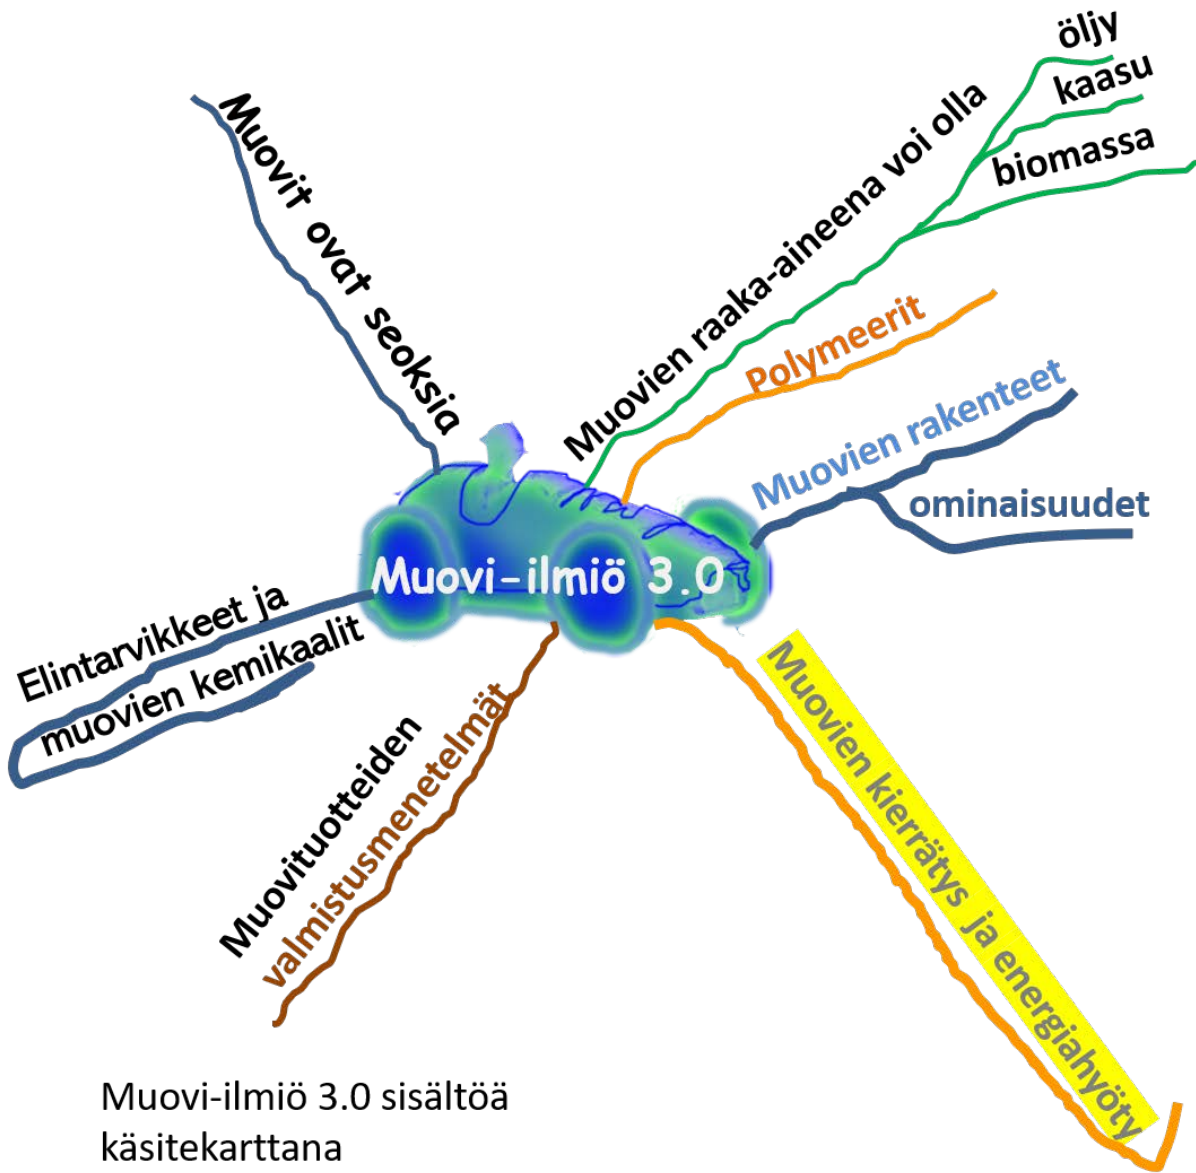 öljy
kaasu
biomassa
Muovien raaka-aineena voi olla
Muovit ovat seoksia
Polymeerit
Muovien rakenteet
ominaisuudet
Muovi-ilmiö 3.0
Elintarvikkeet ja
muovien kemikaalit
Muovituotteiden
valmistusmenetelmät
Muovien kierrätys ja energiahyöty
Muovi-ilmiö 3.0 sisältöä
käsitekarttana